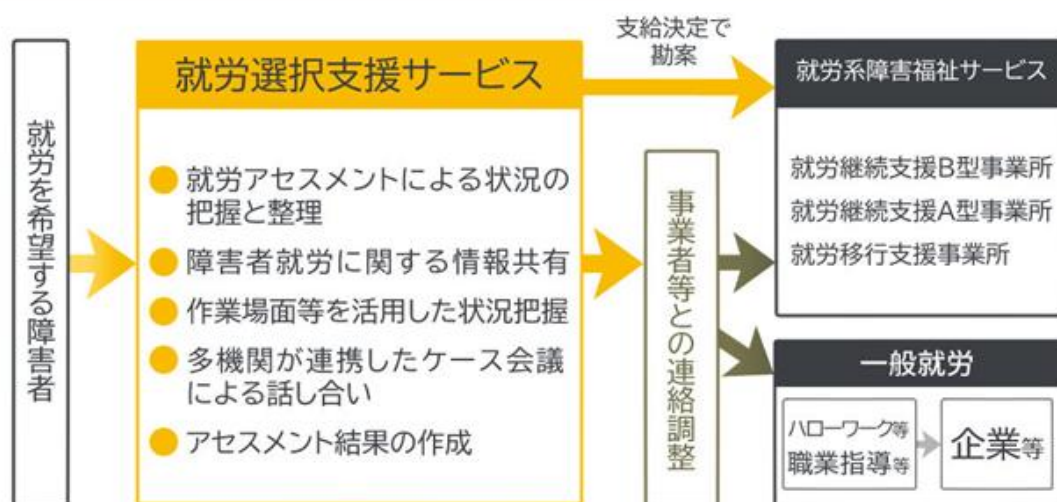 就労を希望する障害者
就労選択支援サービス
就労アセスメントによる状況の
把握と整理
障害者就労に関する情報共有
作業場面等を活用した状況把握
多機関が連携したケース会議
による話し合い
アセスメント結果の作成
支給決定で
勘案
事業者等との連絡調整
就労系障害福祉サービス
就労継続支援B型事業所
就労継続支援A型事業所
就労移行支援事業所
一般就労
ハローワーク等
職業指導等
企業等